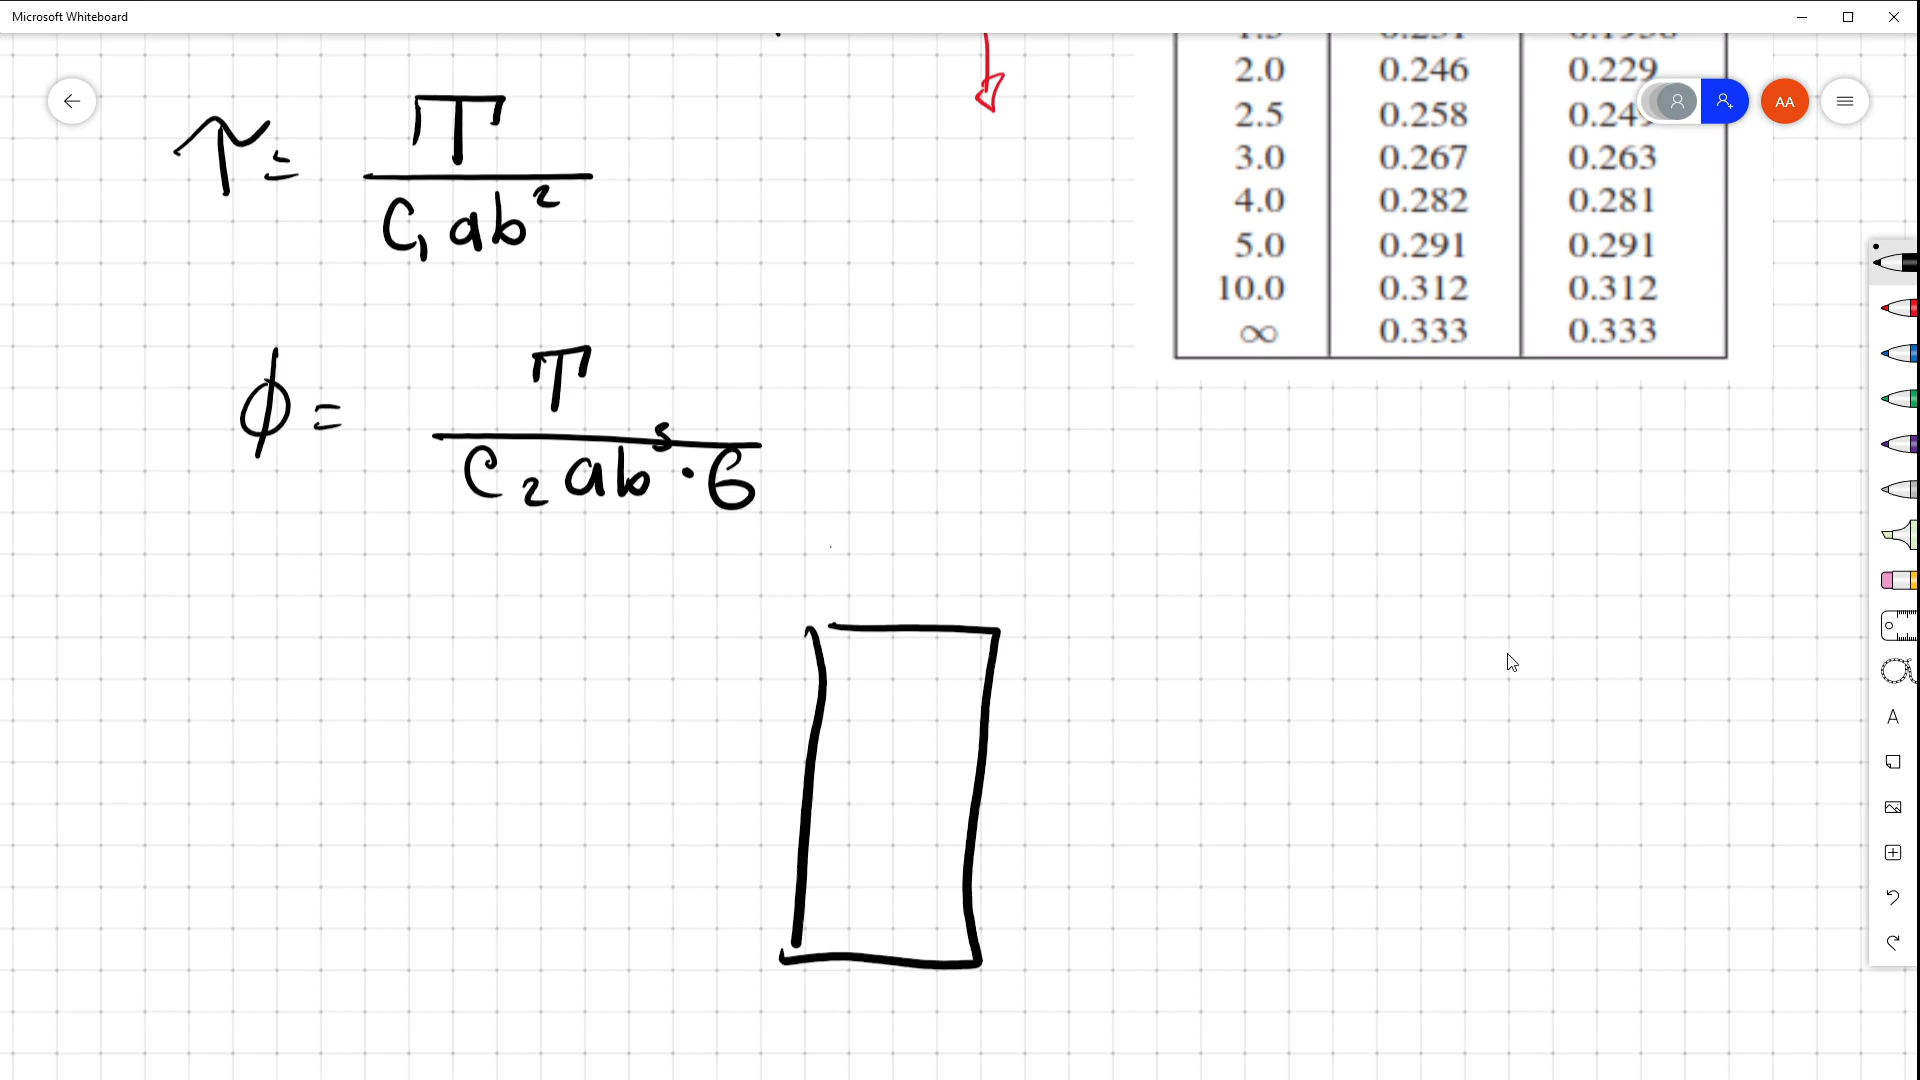 Microsoft Whiteboard
2.0 0.246 0.229
AA
τ = T / C₁ab²
2.5 0.258
3.0 0.267 0.263
4.0 0.282 0.281
5.0 0.291 0.291
10.0 0.312 0.312
∞ 0.333 0.333
ϕ = T / C₂ab³·G
A